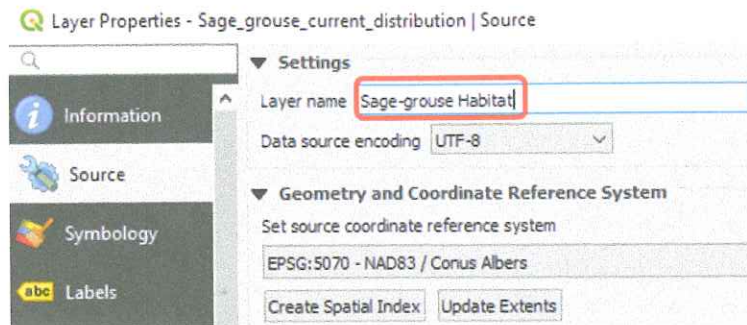 Layer Properties - Sage_grouse_current_distribution | Source
Settings
Information
Layer name Sage-grouse Habitat
Data source encoding UTF-8
Source
Geometry and Coordinate Reference System
Symbology
Set source coordinate reference system
EPSG:5070 - NAD83 / Conus Albers
abc Labels
Create Spatial Index Update Extents